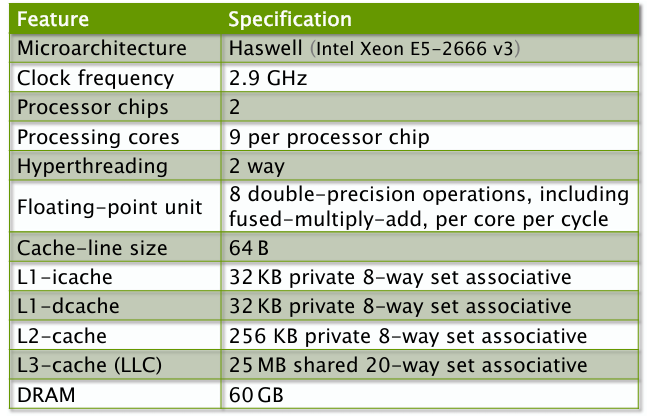 Feature Specification
Microarchitecture Haswell (Intel Xeon E5-2666 v3)
Clock frequency 2.9 GHz
Processor chips 2
Processing cores 9 per processor chip
Hyperthreading 2 way
Floating-point unit 8 double-precision operations, including
fused-multiply-add, per core per cycle
Cache-line size 64 B
L1-icache 32 KB private 8-way set associative
L1-dcache 32 KB private 8-way set associative
L2-cache 256 KB private 8-way set associative
L3-cache (LLC) 25 MB shared 20-way set associative
DRAM 60 GB